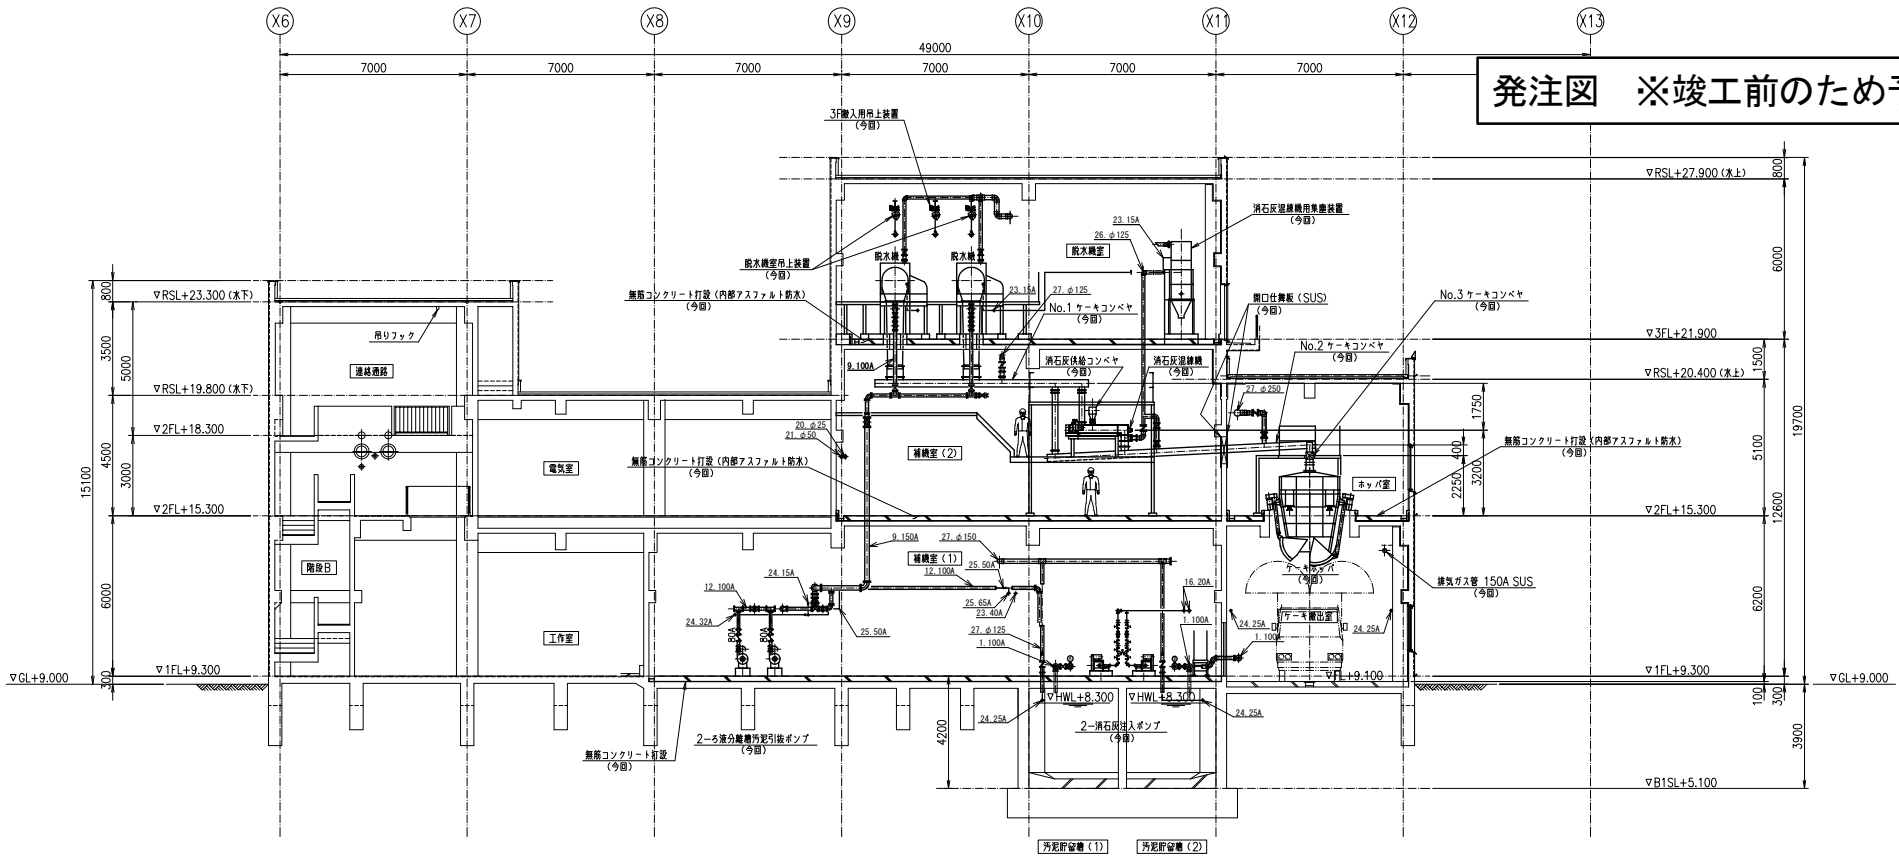 X6
X7
X8
X9
X10
X11
X12
X13
49000
7000
7000
7000
7000
7000
7000
発注図　※竣工前のため予
3F搬入用吊上装置
(今回)
800
▽RSL+27.900 (水上)
消石灰混練機用集塵装置
(今回)
23.15A
26. φ125
脱水機室
6000
脱水機
脱水機
脱水機室吊上装置
(今回)
800
▽RSL+23.300 (水下)
無筋コンクリート打設 (内部アスファルト防水)
(今回)
23.15A
27. φ125
No.1 ケーキコンベヤ
(今回)
開口仕舞板 (SUS)
(今回)
No.3 ケーキコンベヤ
(今回)
吊りフック
3500
5000
▽3FL+21.900
9.100A
消石灰供給コンベヤ
(今回)
消石灰混練機
(今回)
No.2 ケーキコンベヤ
(今回)
1500
連絡通路
▽RSL+19.800 (水下)
27. φ250
▽RSL+20.400 (水上)
1750
19700
20. φ25
21. φ50
▽2FL+18.300
4500
15100
3000
電気室
無筋コンクリート打設 (内部アスファルト防水)
(今回)
補機室 (2)
無筋コンクリート打設 (内部アスファルト防水)
(今回)
400
5100
2250
3200
ホッパ室
▽2FL+15.300
▽2FL+15.300
12600
9.150A
補機室 (1)
27. φ150
階段B
12.100A
25.50A
ケーキホッパ
(今回)
排気ガス管 150A SUS
(今回)
24.15A
12.100A
16.20A
25.65A
23.40A
6000
6200
24.32A
80A
80A
25.50A
工作室
27. φ125
1.100A
1.100A
24.25A
1.100A
ケーキ搬出室
24.25A
▽1FL+9.300
▽FL+9.100
▽1FL+9.300
▽GL+9.000
300
▽GL+9.000
100
300
▽HWL+8.300
▽HWL+8.300
24.25A
24.25A
4200
2-消石灰注入ポンプ
(今回)
2-ろ液分離槽汚泥引抜ポンプ
(今回)
無筋コンクリート打設
(今回)
3900
▽B1SL+5.100
汚泥貯留槽 (1)
汚泥貯留槽 (2)